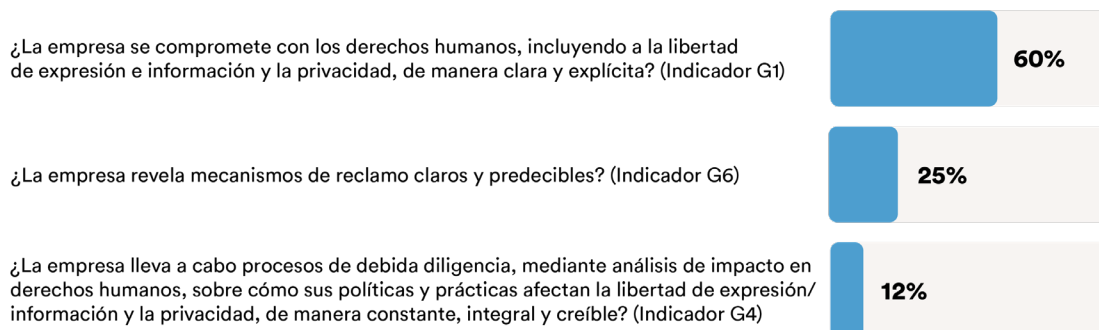 ¿La empresa se compromete con los derechos humanos, incluyendo a la libertad
de expresión e información y la privacidad, de manera clara y explícita? (Indicador G1)
60%
¿La empresa revela mecanismos de reclamo claros y predecibles? (Indicador G6)
25%
¿La empresa lleva a cabo procesos de debida diligencia, mediante análisis de impacto en
derechos humanos, sobre cómo sus políticas y prácticas afectan la libertad de expresión/
información y la privacidad, de manera constante, integral y creíble? (Indicador G4)
12%